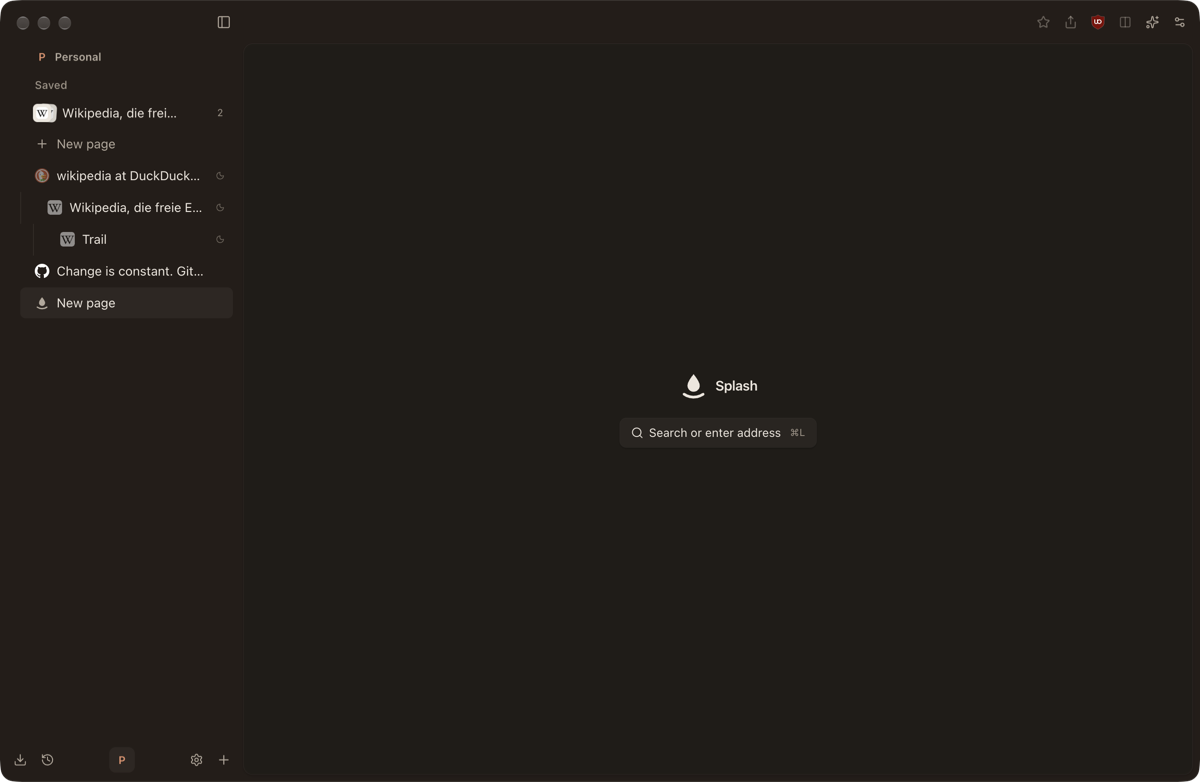 P Personal
Saved
W Wikipedia, die frei... 2
New page
wikipedia at DuckDuck...
W Wikipedia, die freie E...
W Trail
Change is constant. Git...
New page
Splash
Search or enter address ⌘L
P